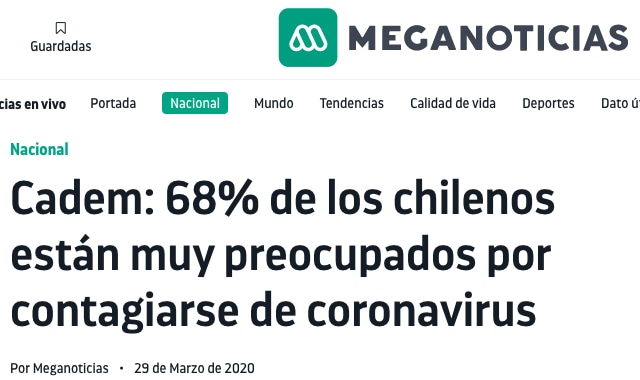 Guardadas
MEGANOTICIAS
cias en vivo Portada Nacional Mundo Tendencias Calidad de vida Deportes Dato ú
Nacional
Cadem: 68% de los chilenos
están muy preocupados por
contagiarse de coronavirus
Por Meganoticias • 29 de Marzo de 2020